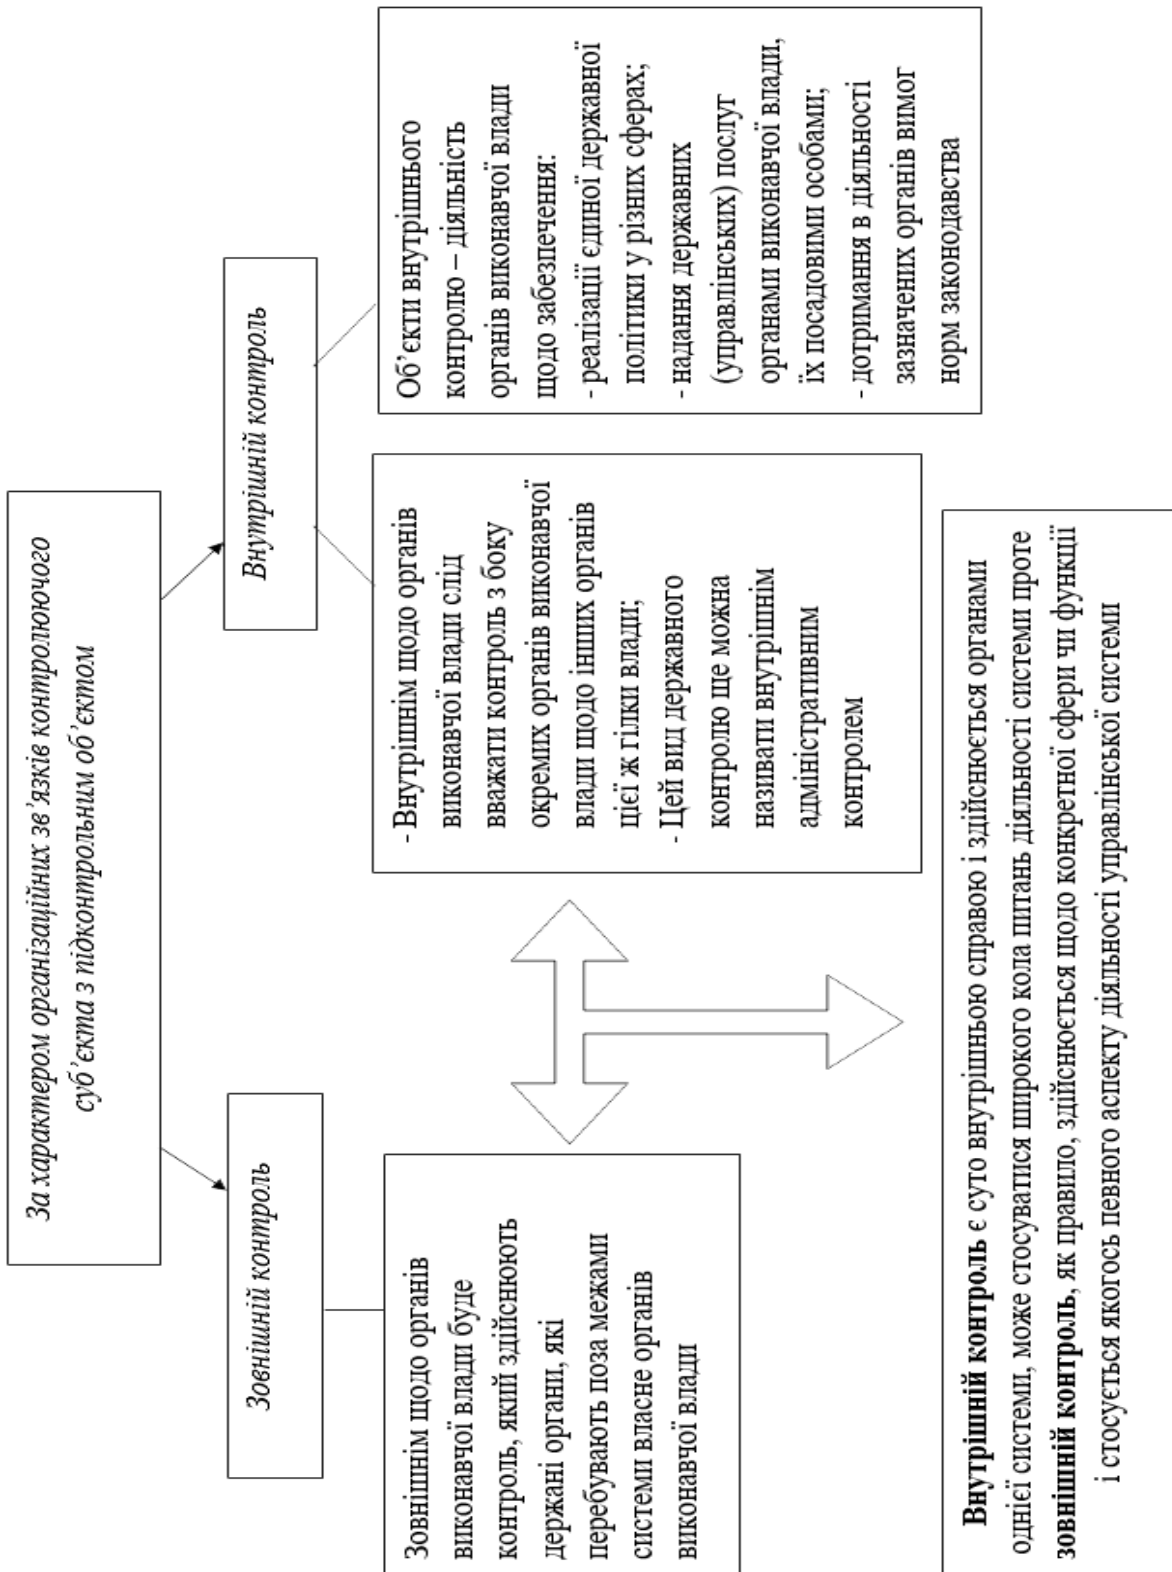 За характером організаційних зв’язків контролюючого
суб’єкта з підконтрольним об’єктом
Зовнішній контроль
Внутрішній контроль
Зовнішнім щодо органів
виконавчої влади буде
контроль, який здійснюють
держані органи, які
перебувають поза межами
системи власне органів
виконавчої влади
- Внутрішнім щодо органів
виконавчої влади слід
вважати контроль з боку
окремих органів виконавчої
влади щодо інших органів
цієї ж гілки влади;
- Цей вид державного
контролю ще можна
називати внутрішнім
адміністративним
контролем
Об’єкти внутрішнього
контролю – діяльність
органів виконавчої влади
щодо забезпечення:
- реалізації єдиної державної
політики у різних сферах;
- надання державних
(управлінських) послуг
органами виконавчої влади,
їх посадовими особами;
- дотримання в діяльності
зазначених органів вимог
норм законодавства
Внутрішній контроль є суто внутрішньою справою і здійснюється органами
однієї системи, може стосуватися широкого кола питань діяльності системи проте
зовнішній контроль, як правило, здійснюється щодо конкретної сфери чи функції
і стосується якогось певного аспекту діяльності управлінської системи